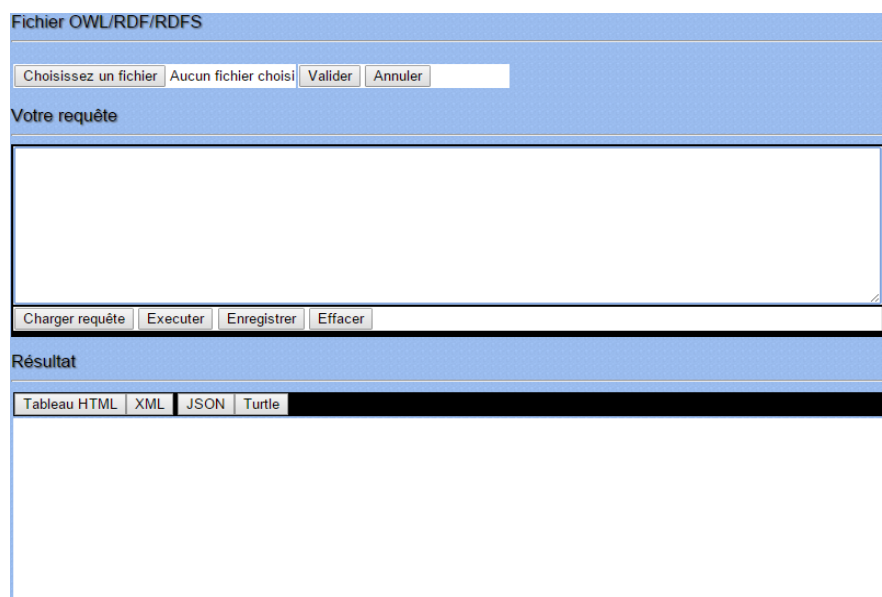 Fichier OWL/RDF/RDFS
Choisissez un fichier Aucun fichier choisi Valider Annuler
Votre requête
Charger requête Executer Enregistrer Effacer
Résultat
Tableau HTML XML JSON Turtle